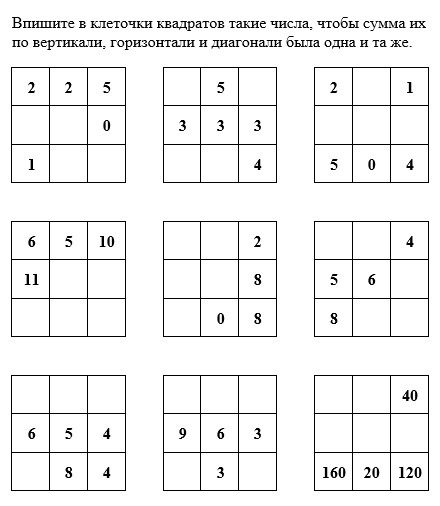 Впишите в клеточки квадратов такие числа, чтобы сумма их
по вертикали, горизонтали и диагонали была одна и та же.
2 2 5 5 2 1
0 3 3 3
1 4 5 0 4
6 5 10 2 4
11 8 5 6
0 8 8
40
6 5 4 9 6 3
8 4 3 160 20 120